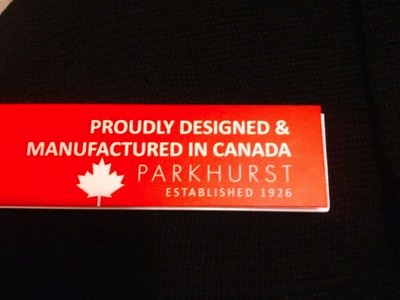 PROUDLY DESIGNED &
MANUFACTURED IN CANADA
PARKHURST
ESTABLISHED 1926